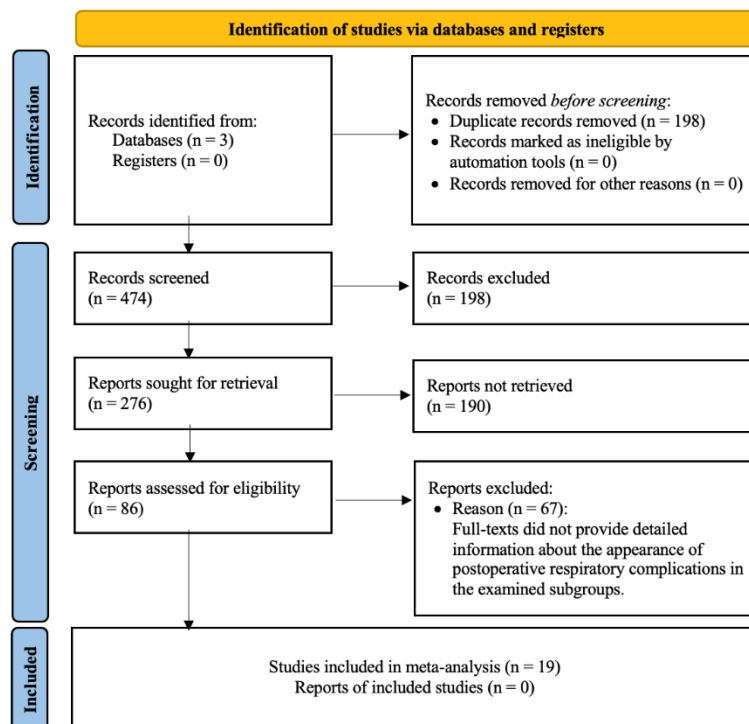 Identification of studies via databases and registers
Identification
Records identified from:
Databases (n = 3)
Registers (n = 0)
Records removed before screening:
• Duplicate records removed (n = 198)
• Records marked as ineligible by
automation tools (n = 0)
• Records removed for other reasons (n = 0)
Screening
Records screened
(n = 474)
Records excluded
(n = 198)
Reports sought for retrieval
(n = 276)
Reports not retrieved
(n = 190)
Reports assessed for eligibility
(n = 86)
Reports excluded:
• Reason (n = 67):
Full-texts did not provide detailed
information about the appearance of
postoperative respiratory complications in
the examined subgroups.
Included
Studies included in meta-analysis (n = 19)
Reports of included studies (n = 0)